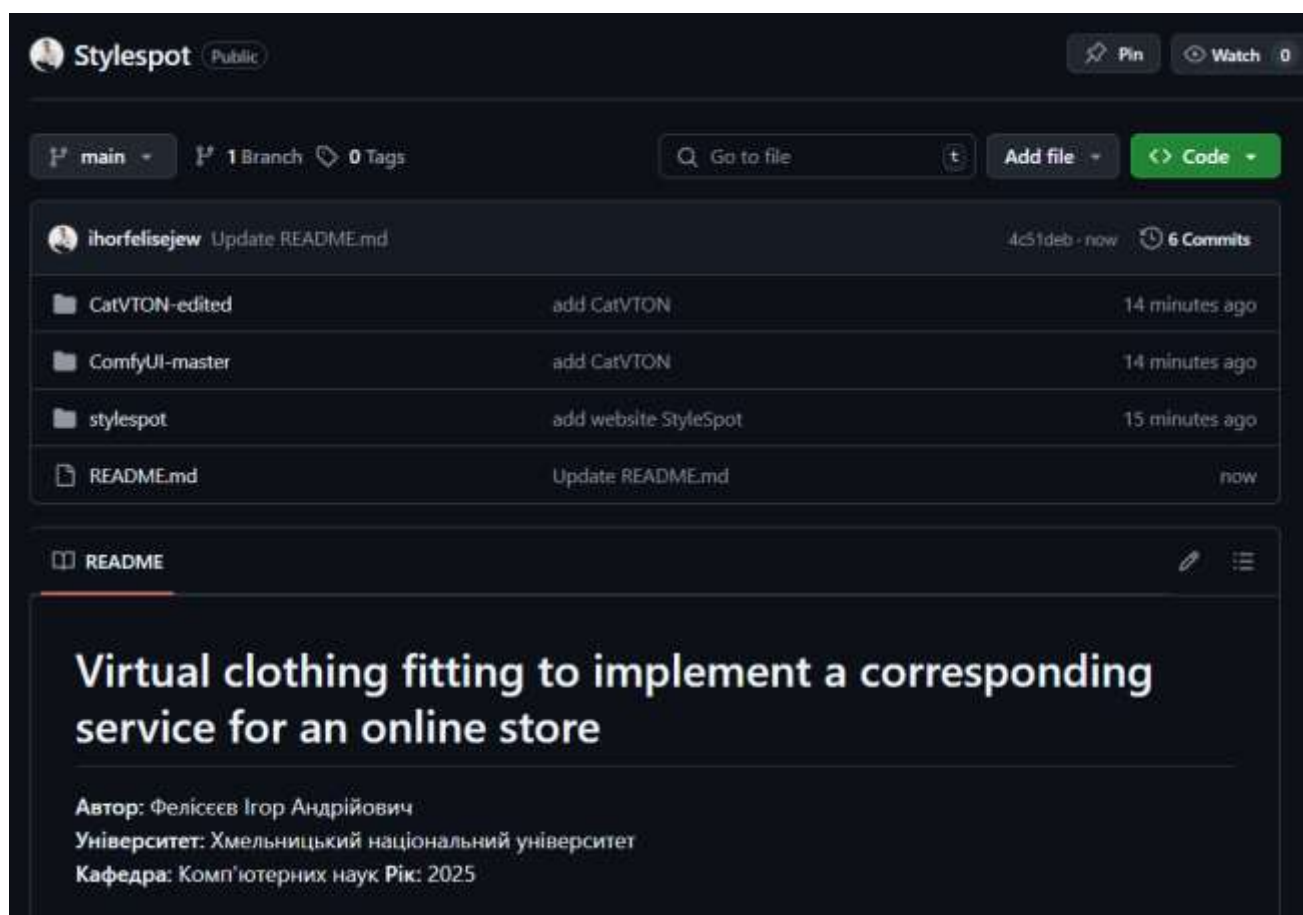 Stylespot Public Pin Watch 0
main 1 Branch 0 Tags Go to file t Add file Code
ihorfelisejew Update README.md 4c51deb · now 6 Commits
CatVTON-edited add CatVTON 14 minutes ago
ComfyUI-master add CatVTON 14 minutes ago
stylespot add website StyleSpot 15 minutes ago
README.md Update README.md now
README
Virtual clothing fitting to implement a corresponding
service for an online store
Автор: Фелісєєв Ігор Андрійович
Університет: Хмельницький національний університет
Кафедра: Комп'ютерних наук Рік: 2025